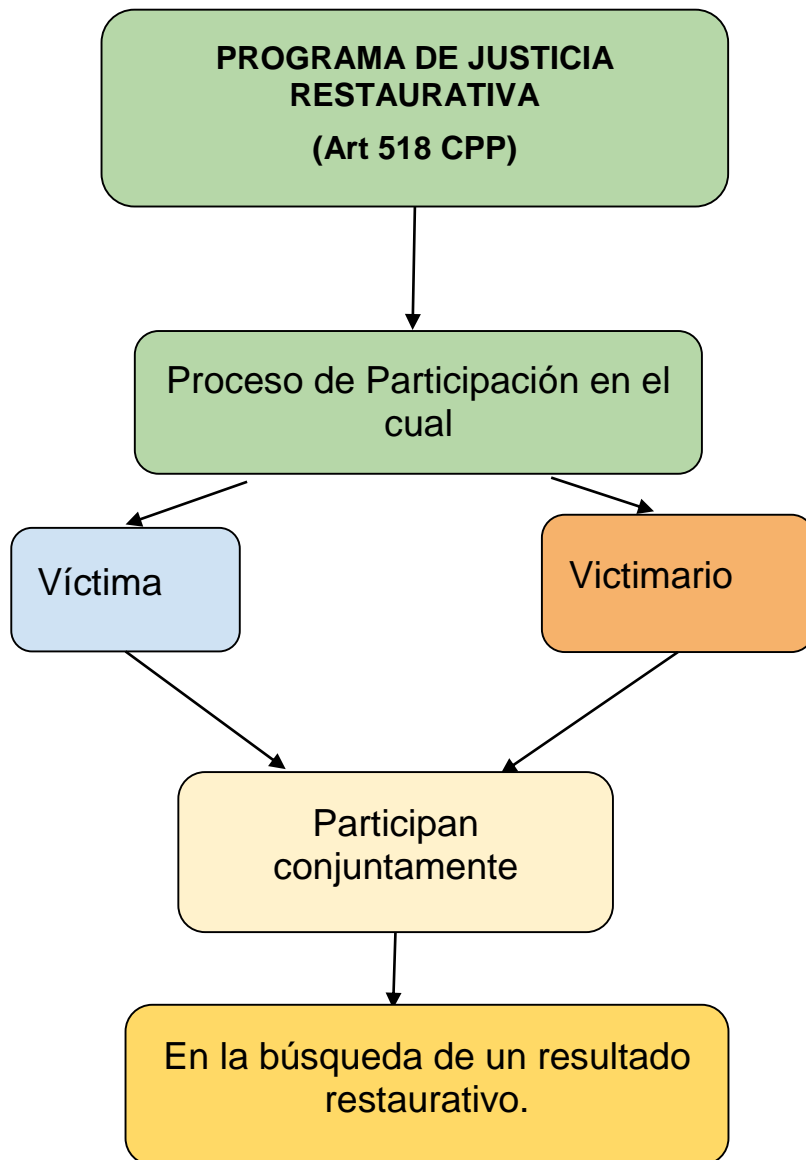 PROGRAMA DE JUSTICIA
RESTAURATIVA
(Art 518 CPP)
Proceso de Participación en el
cual
Víctima
Victimario
Participan
conjuntamente
En la búsqueda de un resultado
restaurativo.